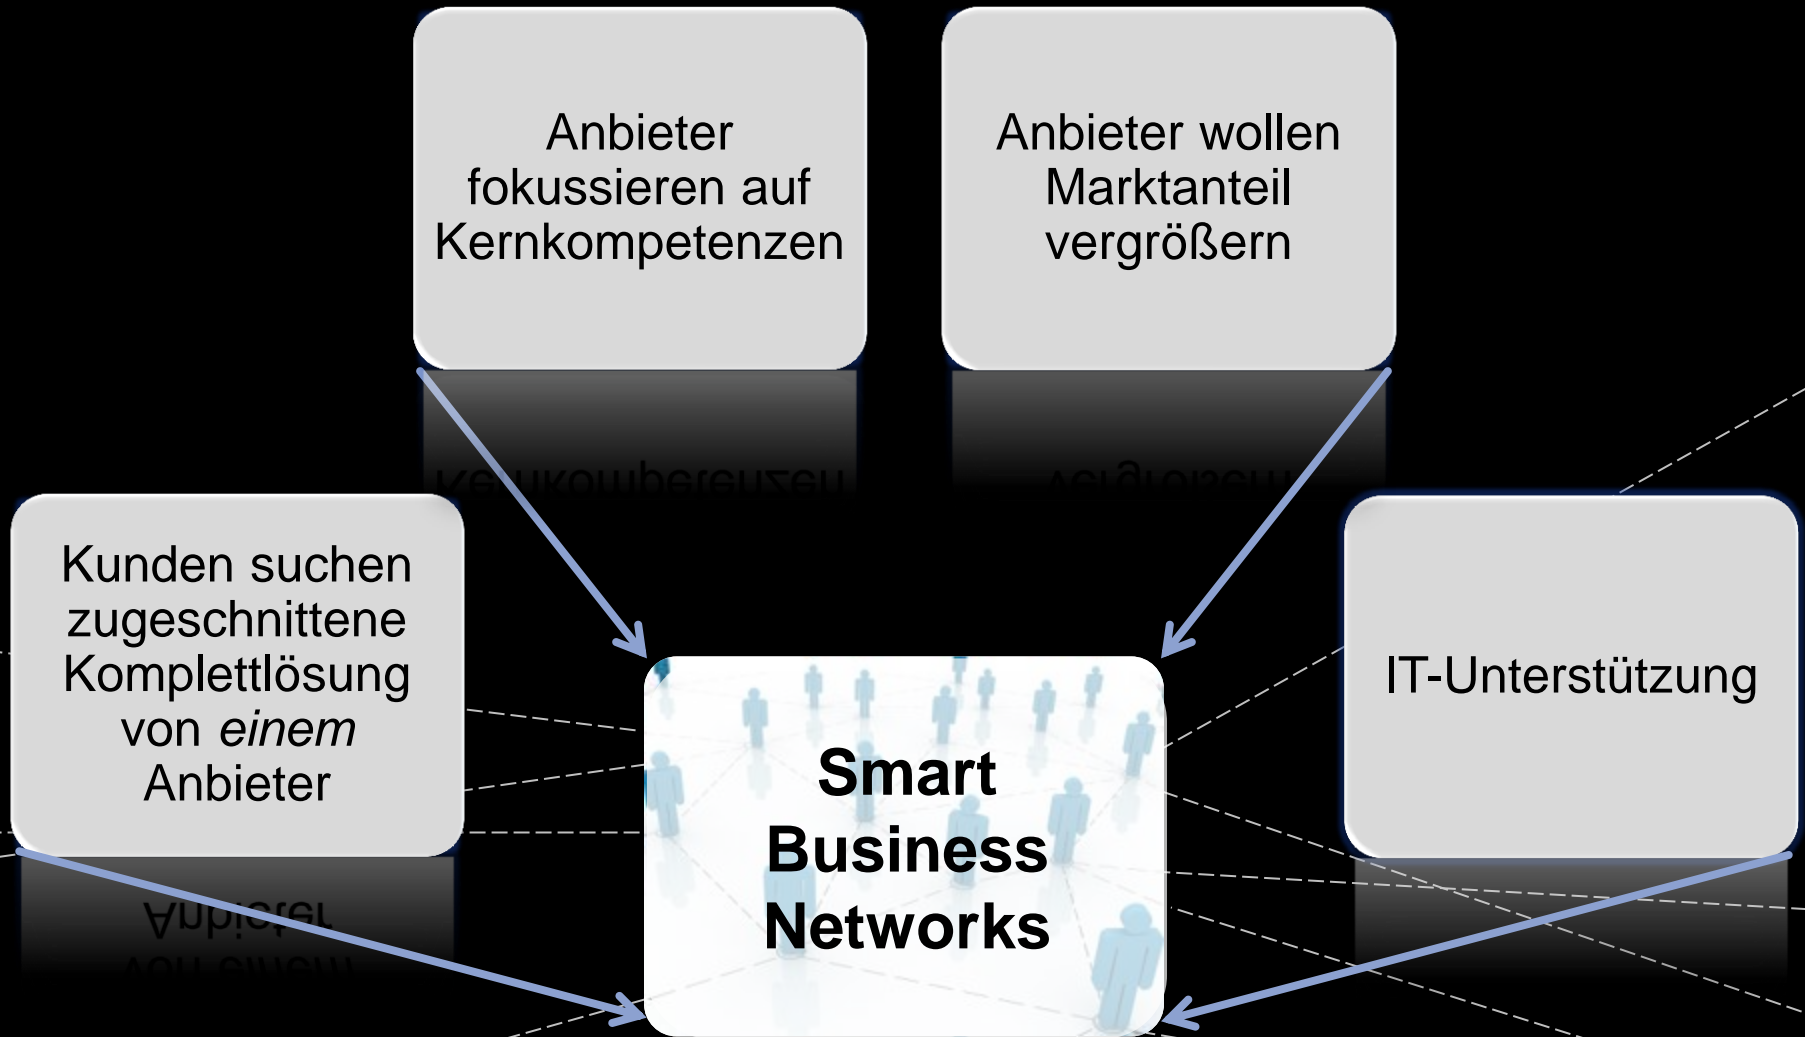 Anbieter
fokussieren auf
Kernkompetenzen
Anbieter wollen
Marktanteil
vergrößern
Kunden suchen
zugeschnittene
Komplettlösung
von einem
Anbieter
IT-Unterstützung
Smart
Business
Networks